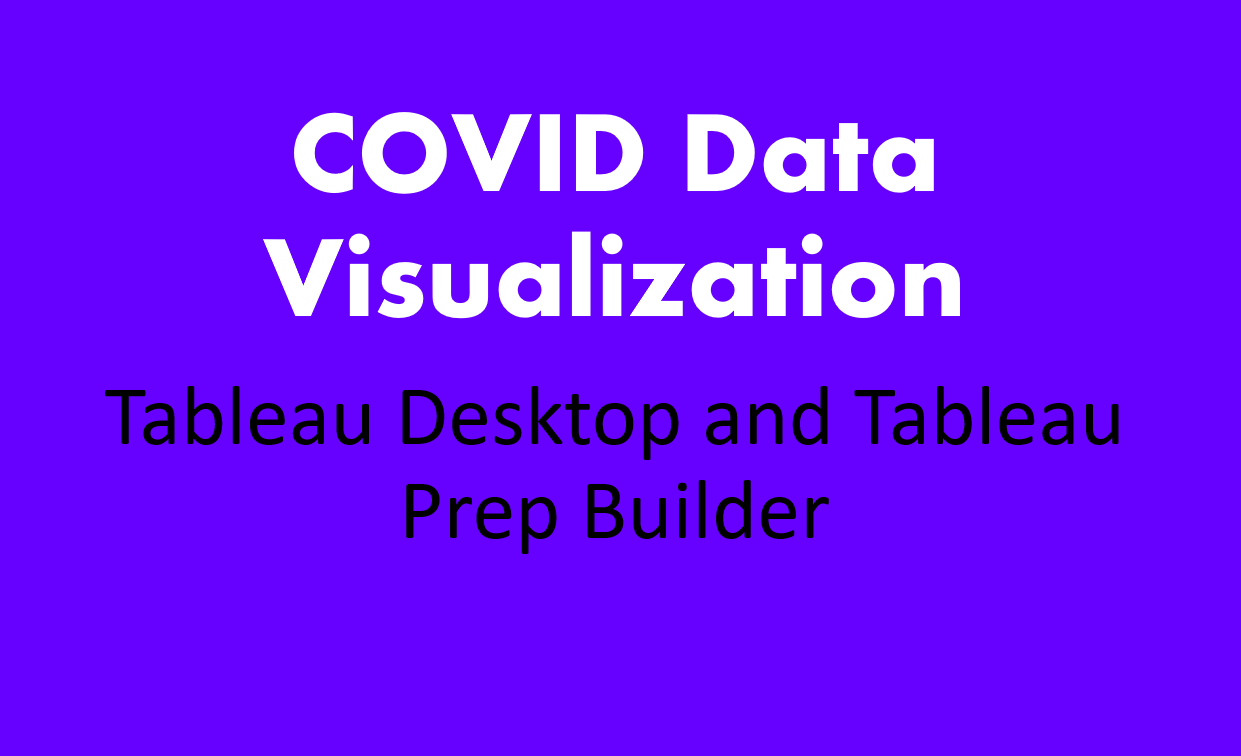 COVID Data
Visualization
Tableau Desktop and Tableau
Prep Builder